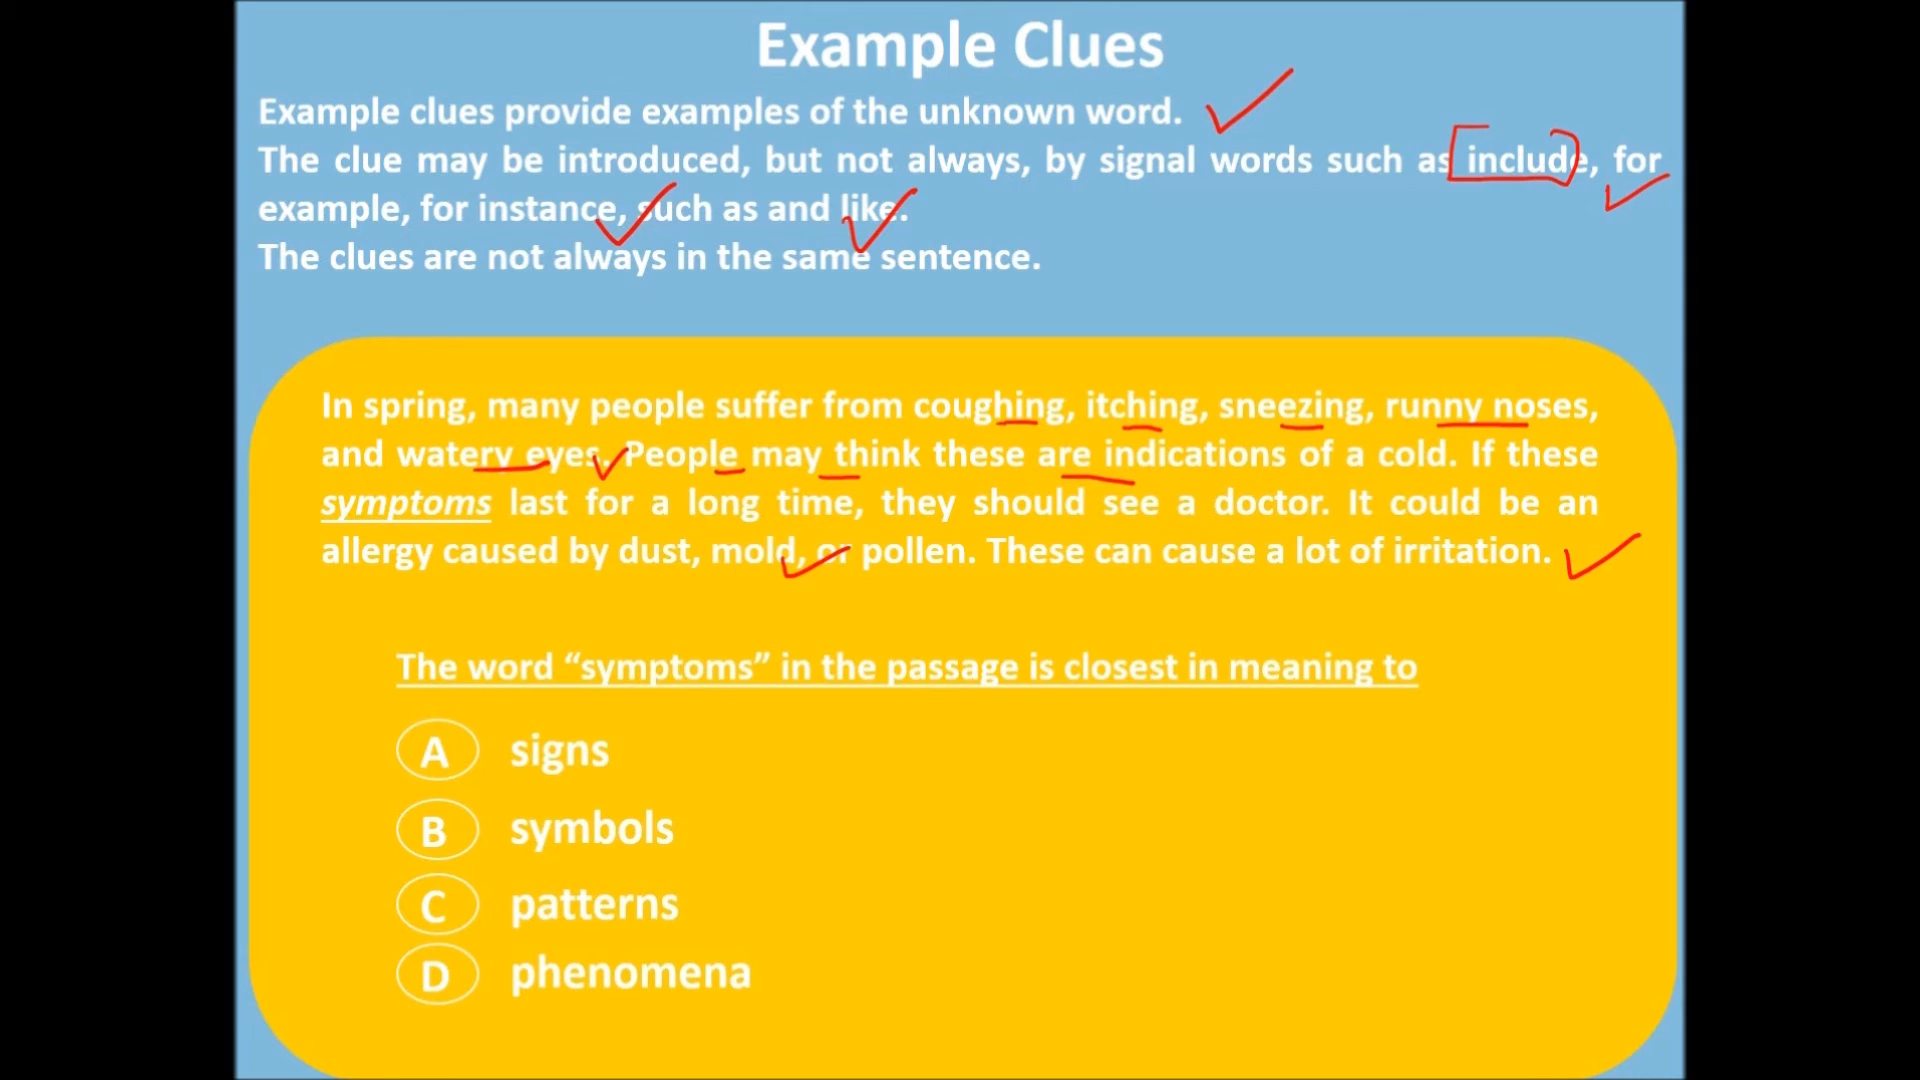 Example Clues
Example clues provide examples of the unknown word.
The clue may be introduced, but not always, by signal words such as include, for
example, for instance, such as and like.
The clues are not always in the same sentence.
In spring, many people suffer from coughing, itching, sneezing, runny noses,
and watery eyes. People may think these are indications of a cold. If these
symptoms last for a long time, they should see a doctor. It could be an
allergy caused by dust, mold, or pollen. These can cause a lot of irritation.
The word “symptoms” in the passage is closest in meaning to
A signs
B symbols
C patterns
D phenomena